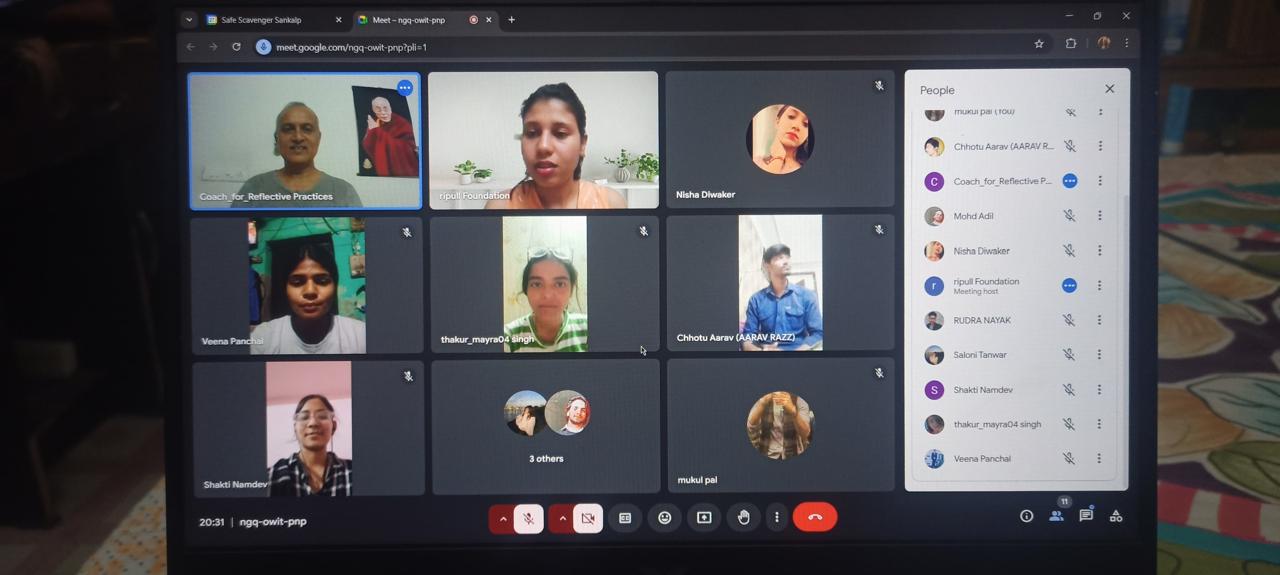 Safe Scavenger Sankalp
Meet – ngq-owit-pnp
meet.google.com/ngq-owit-pnp?pli=1
Coach_for_Reflective Practices
ripull Foundation
Nisha Diwaker
Veena Panchal
thakur_mayra04 singh
Chhotu Aarav (AARAV RAZZ)
Shakti Namdev
3 others
mukul pal
People
mukul pal (You)
Chhotu Aarav (AARAV R...
C
Coach_for_Reflective P...
Mohd Adil
Nisha Diwaker
r
ripull Foundation
Meeting host
RUDRA NAYAK
Saloni Tanwar
S
Shakti Namdev
thakur_mayra04 singh
Veena Panchal
20:31 | ngq-owit-pnp
11